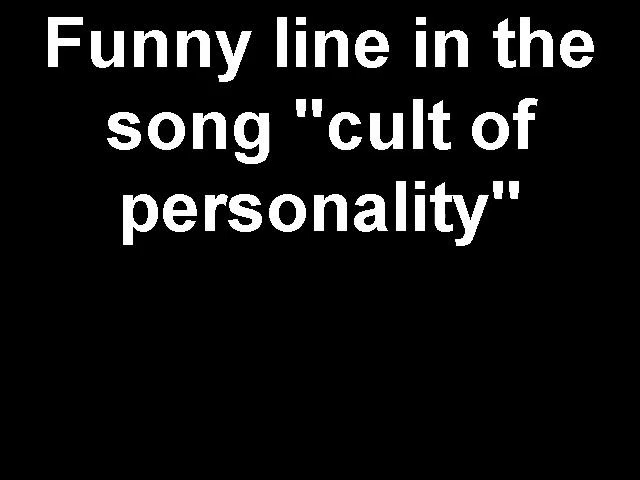 Funny line in the
song "cult of
personality"